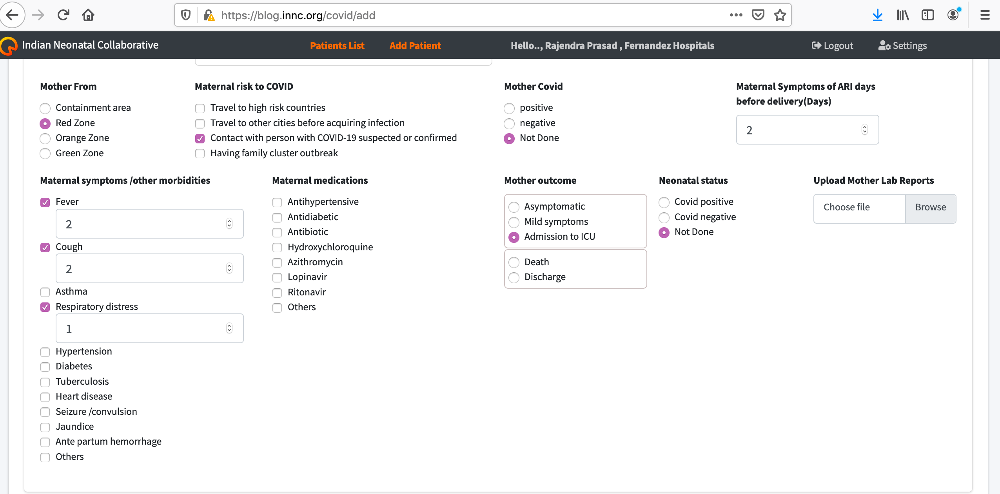 https://blog.innc.org/covid/add
Indian Neonatal Collaborative
Patients List
Add Patient
Hello.., Rajendra Prasad , Fernandez Hospitals
Logout
Settings
Mother From
Containment area
Red Zone
Orange Zone
Green Zone
Maternal risk to COVID
Travel to high risk countries
Travel to other cities before acquiring infection
Contact with person with COVID-19 suspected or confirmed
Having family cluster outbreak
Mother Covid
positive
negative
Not Done
Maternal Symptoms of ARI days
before delivery(Days)
2
Maternal symptoms /other morbidities
Fever
2
Cough
2
Asthma
Respiratory distress
1
Hypertension
Diabetes
Tuberculosis
Heart disease
Seizure /convulsion
Jaundice
Ante partum hemorrhage
Others
Maternal medications
Antihypertensive
Antidiabetic
Antibiotic
Hydroxychloroquine
Azithromycin
Lopinavir
Ritonavir
Others
Mother outcome
Asymptomatic
Mild symptoms
Admission to ICU
Death
Discharge
Neonatal status
Covid positive
Covid negative
Not Done
Upload Mother Lab Reports
Choose file
Browse